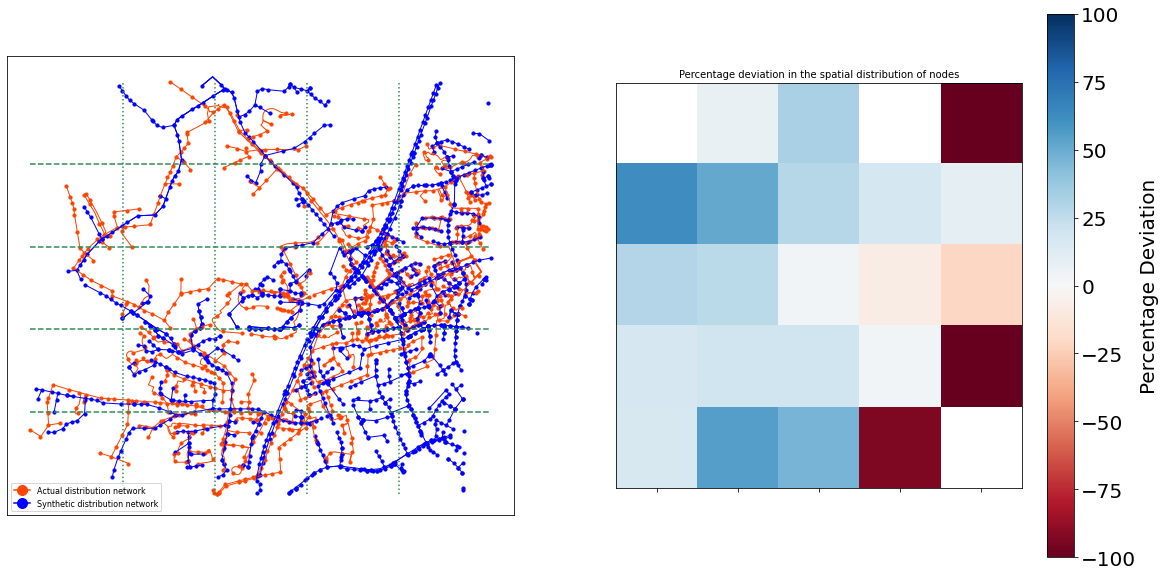 Percentage deviation in the spatial distribution of nodes
Actual distribution network
Synthetic distribution network
100
75
50
25
0
−25
−50
−75
−100
Percentage Deviation